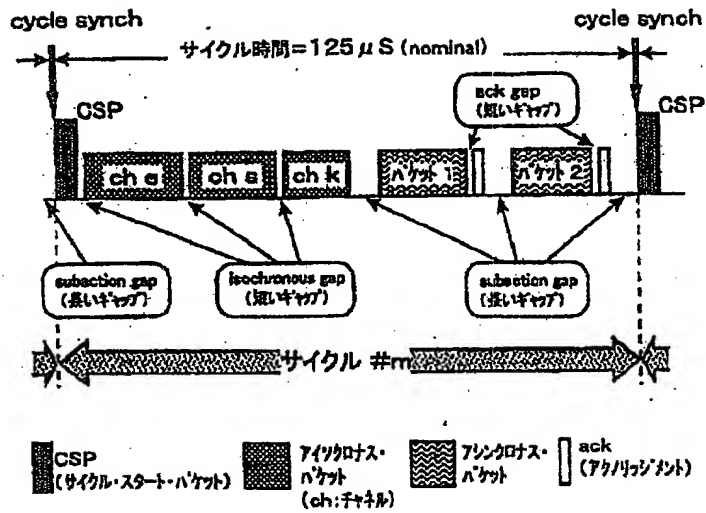 cycle synch
cycle synch
サイクル時間=125μS (nominal)
CSP
ack gap
(短いギャップ)
CSP
ch e
ch s
ch k
パケット 1
パケット 2
subaction gap
(長いギャップ)
isochronous gap
(短いギャップ)
subaction gap
(長いギャップ)
サイクル #m
CSP
(サイクル・スタート・パケット)
アイソクロナス・
パケット
(ch:チャネル)
アシンクロナス・
パケット
ack
(アクノリッジメント)